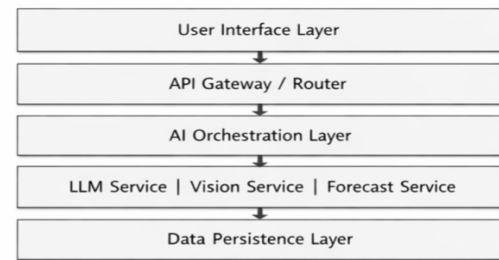 User Interface Layer
API Gateway / Router
AI Orchestration Layer
LLM Service | Vision Service | Forecast Service
Data Persistence Layer